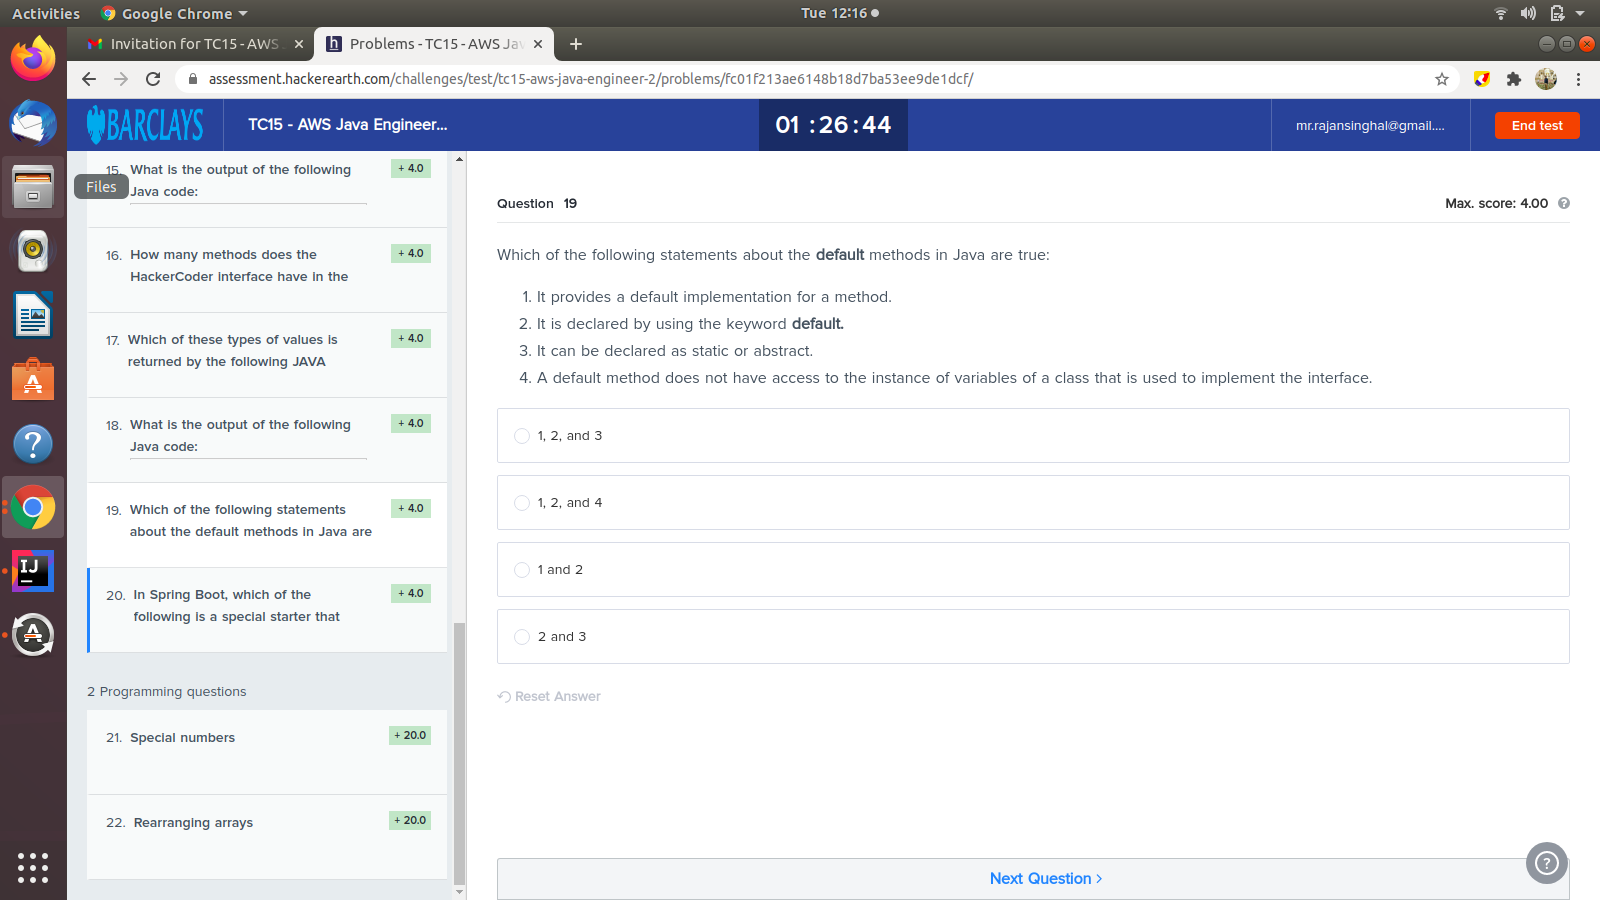 Activities
Google Chrome
Tue 12:16
Invitation for TC15 - AWS
Problems - TC15 - AWS Jav
assessment.hackerearth.com/challenges/test/tc15-aws-java-engineer-2/problems/fc01f213ae6148b18d7ba53ee9de1dcf/
BARCLAYS
TC15 - AWS Java Engineer...
01 : 26 : 44
mr.rajansinghal@gmail....
End test
Files
15. What is the output of the following
Java code:
+ 4.0
16. How many methods does the
HackerCoder interface have in the
+ 4.0
17. Which of these types of values is
returned by the following JAVA
+ 4.0
18. What is the output of the following
Java code:
+ 4.0
19. Which of the following statements
about the default methods in Java are
+ 4.0
20. In Spring Boot, which of the
following is a special starter that
+ 4.0
2 Programming questions
21. Special numbers
+ 20.0
22. Rearranging arrays
+ 20.0
Question 19
Max. score: 4.00
Which of the following statements about the default methods in Java are true:
1. It provides a default implementation for a method.
2. It is declared by using the keyword default.
3. It can be declared as static or abstract.
4. A default method does not have access to the instance of variables of a class that is used to implement the interface.
1, 2, and 3
1, 2, and 4
1 and 2
2 and 3
Reset Answer
Next Question >